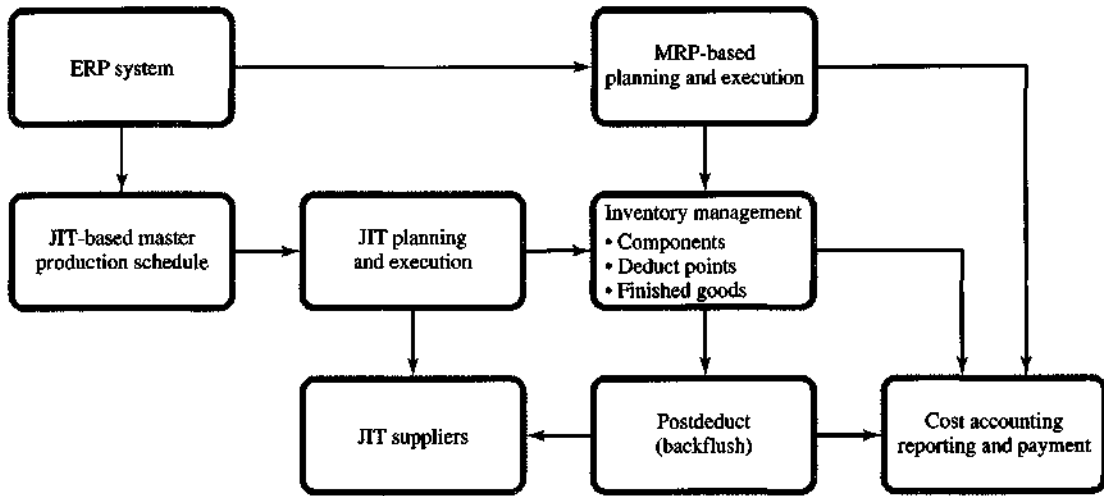 ERP system
MRP-based
planning and execution
JIT-based master
production schedule
JIT planning
and execution
Inventory management
• Components
• Deduct points
• Finished goods
JIT suppliers
Postdeduct
(backflush)
Cost accounting
reporting and payment